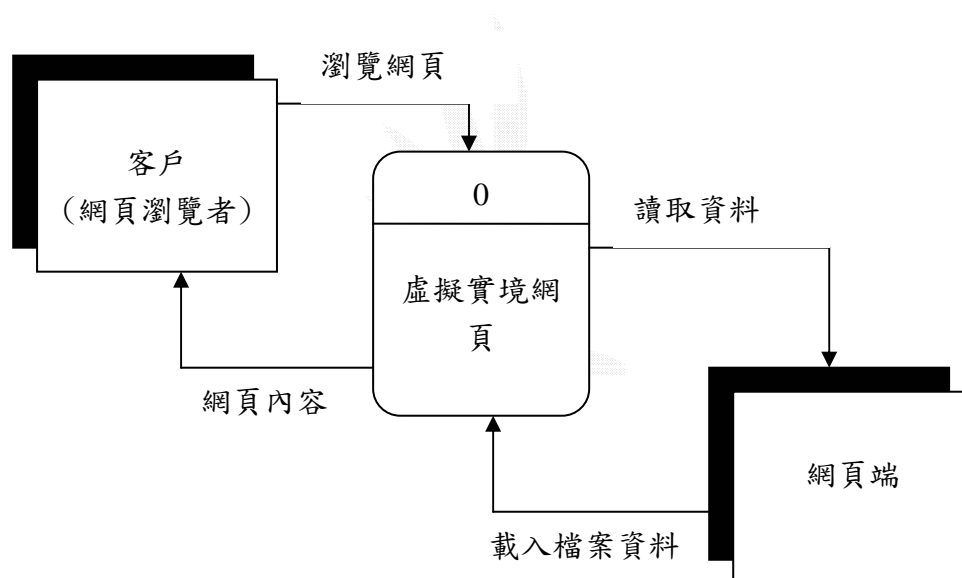 瀏覽網頁
客戶
（網頁瀏覽者）
0
讀取資料
虛擬實境網
頁
網頁內容
網頁端
載入檔案資料